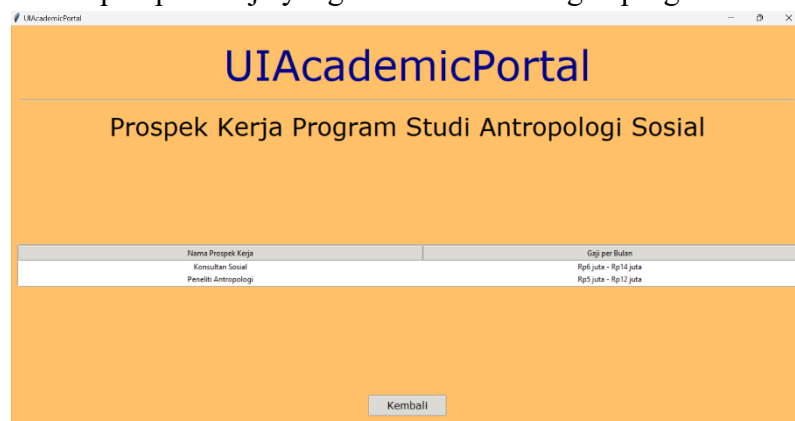 UIAcademicPortal
UIAcademicPortal
Prospek Kerja Program Studi Antropologi Sosial
Nama Prospek Kerja Gaji per Bulan
Konsultan Sosial Rp6 juta - Rp14 juta
Peneliti Antropologi Rp5 juta - Rp12 juta
Kembali